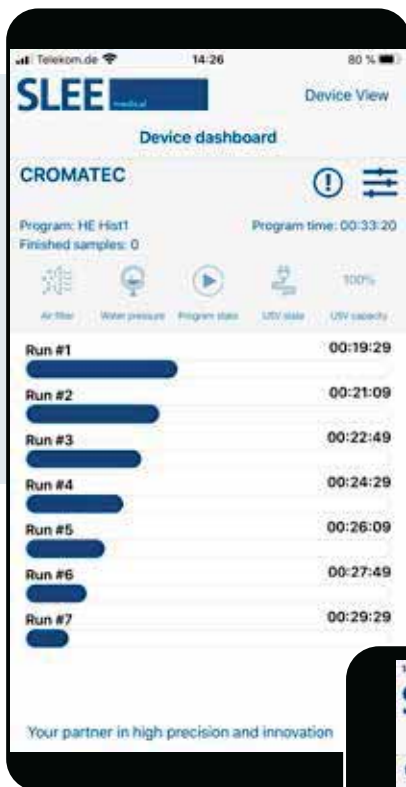 Telekom.de 14:26 80 %
SLEE medical Device View
Device dashboard
CROMATEC
Program: HE Hist1 Program time: 00:33:20
Finished samples: 0
100%
Air filter Water pressure Program state USV state USV capacity
Run #1 00:19:29
Run #2 00:21:09
Run #3 00:22:49
Run #4 00:24:29
Run #5 00:26:09
Run #6 00:27:49
Run #7 00:29:29
Your partner in high precision and innovation